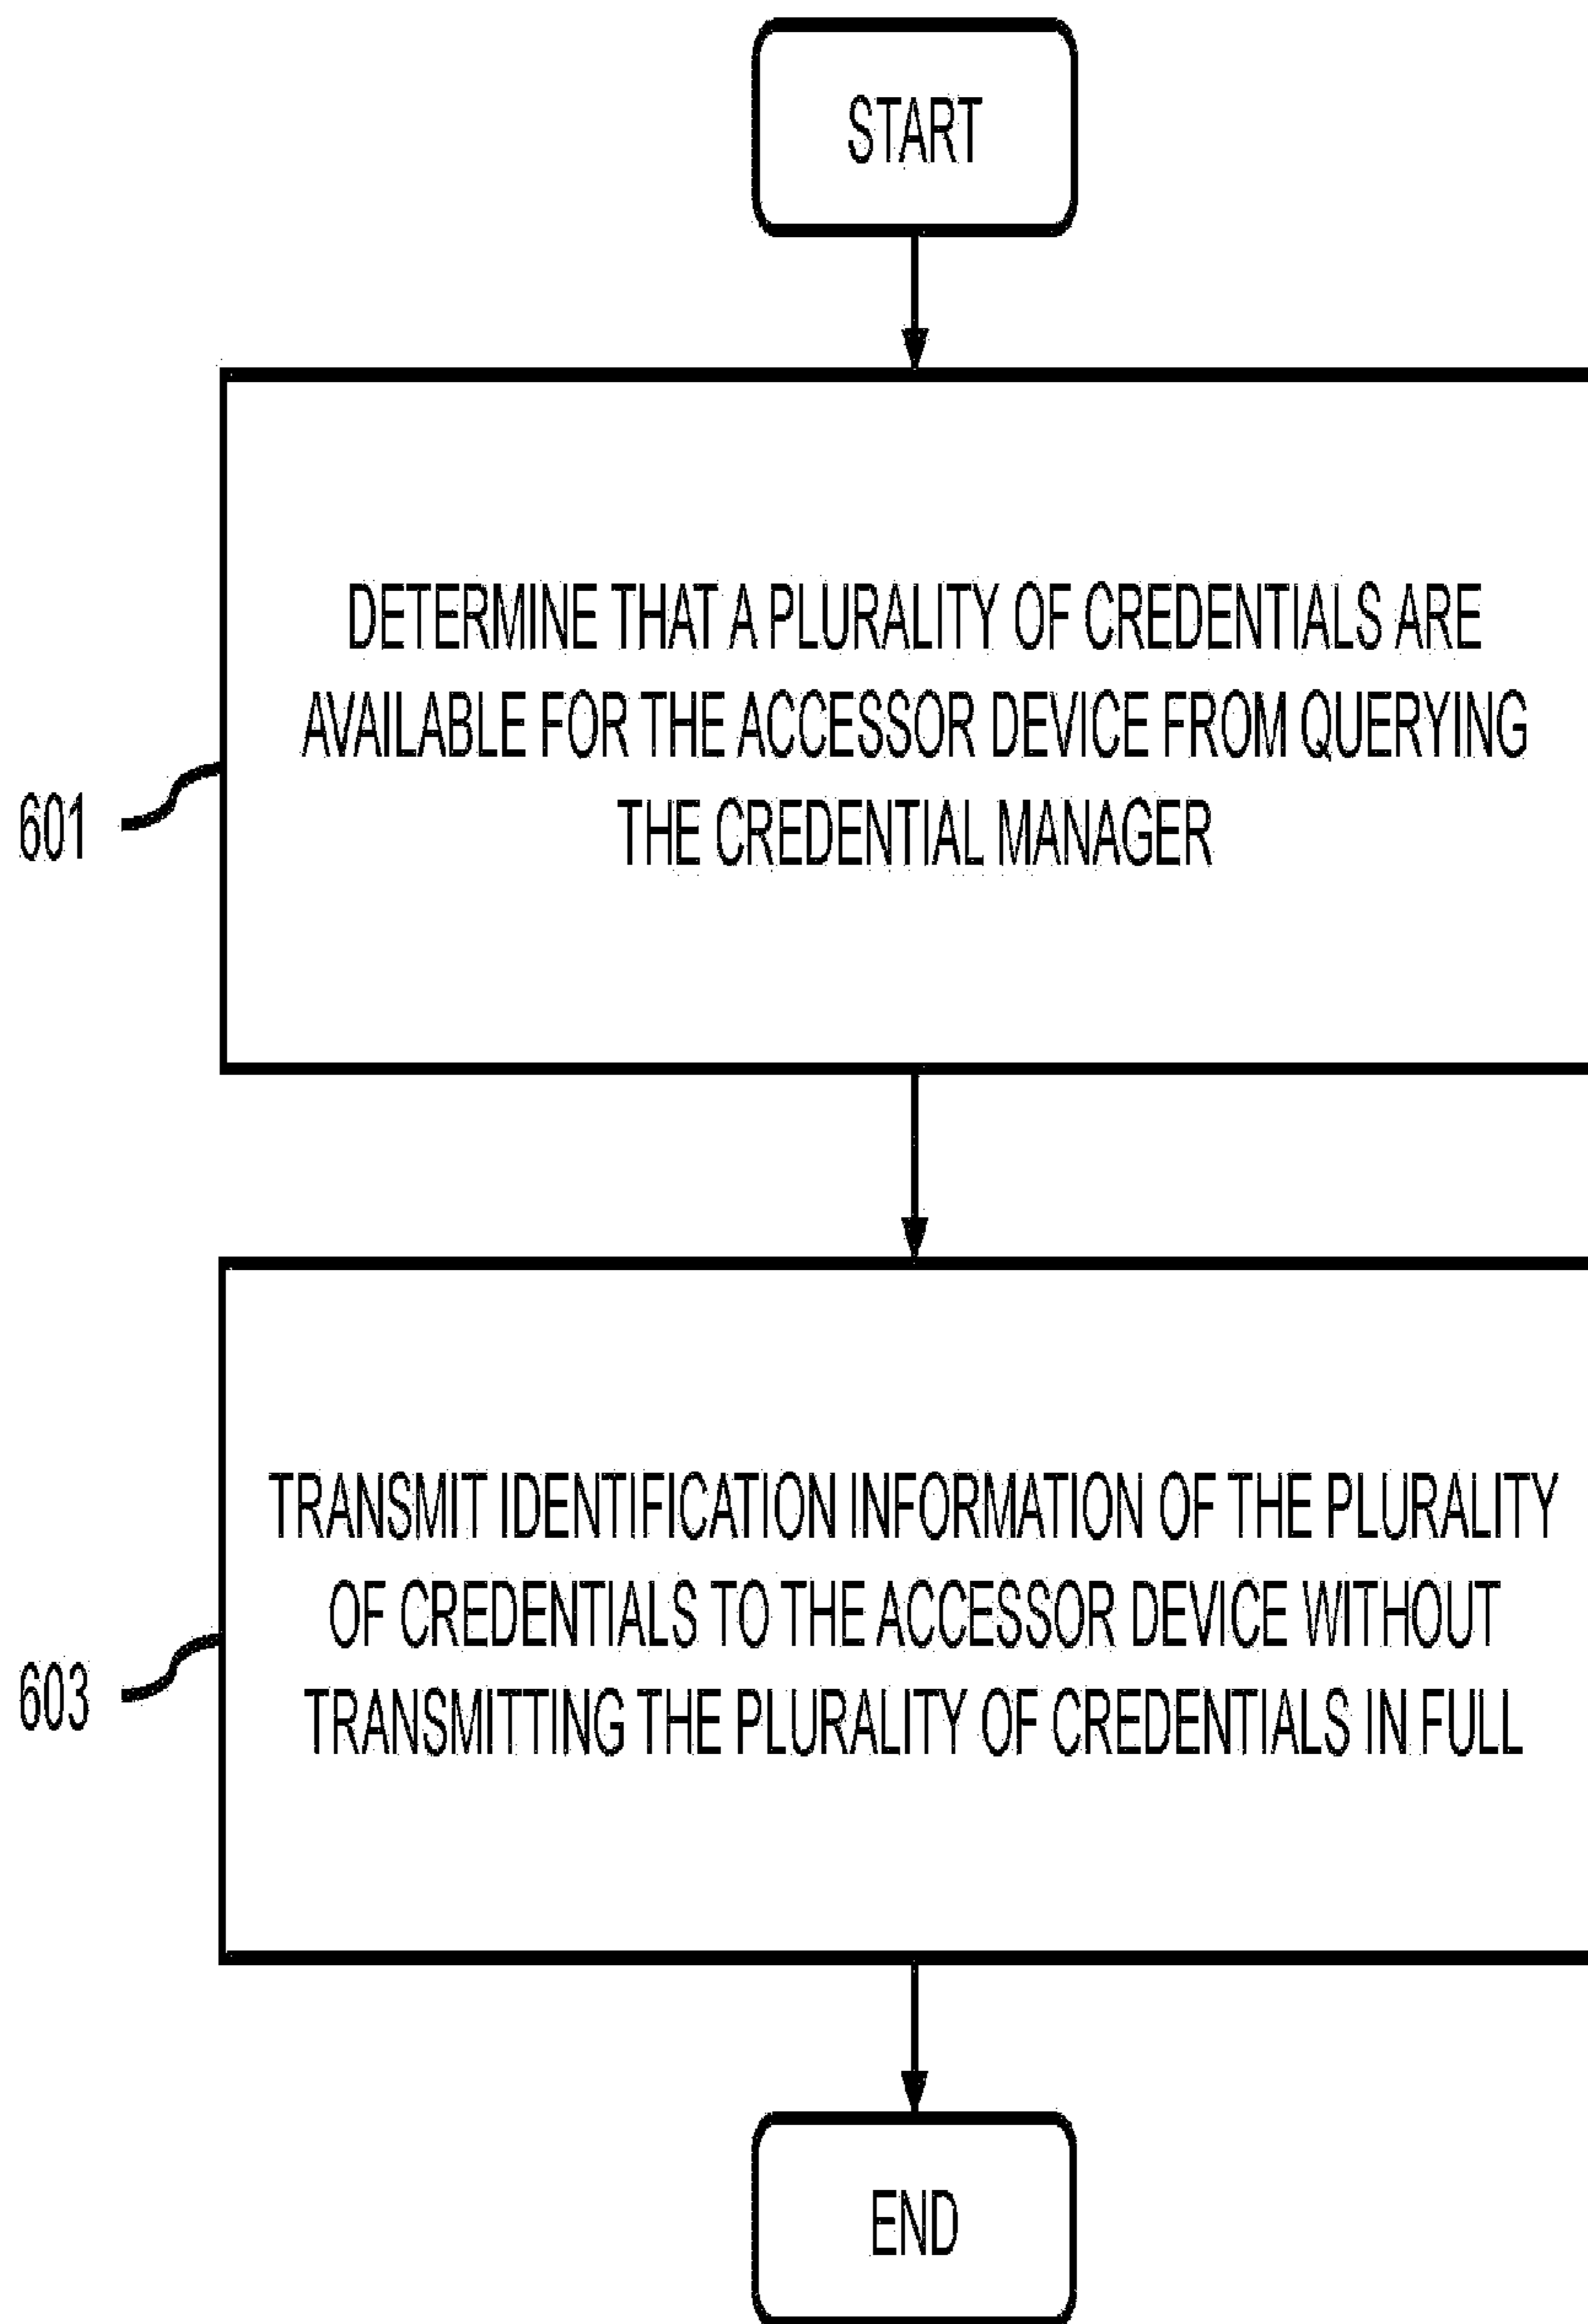 START
DETERMINE THAT A PLURALITY OF CREDENTIALS ARE
AVAILABLE FOR THE ACCESSOR DEVICE FROM QUERYING
THE CREDENTIAL MANAGER
601
TRANSMIT IDENTIFICATION INFORMATION OF THE PLURALITY
OF CREDENTIALS TO THE ACCESSOR DEVICE WITHOUT
TRANSMITTING THE PLURALITY OF CREDENTIALS IN FULL
603
END